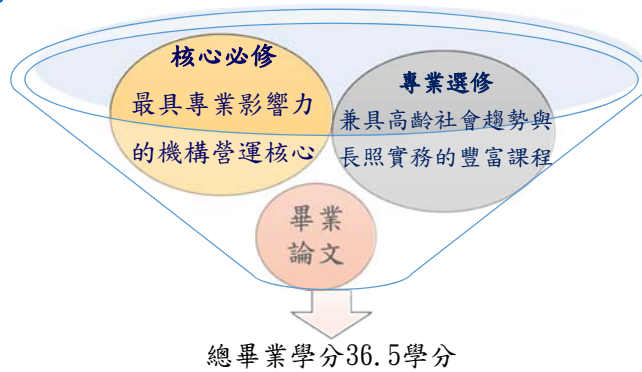 核心必修
最具專業影響力
的機構營運核心
專業選修
兼具高齡社會趨勢與
長照實務的豐富課程
畢業
論文
總畢業學分36.5學分